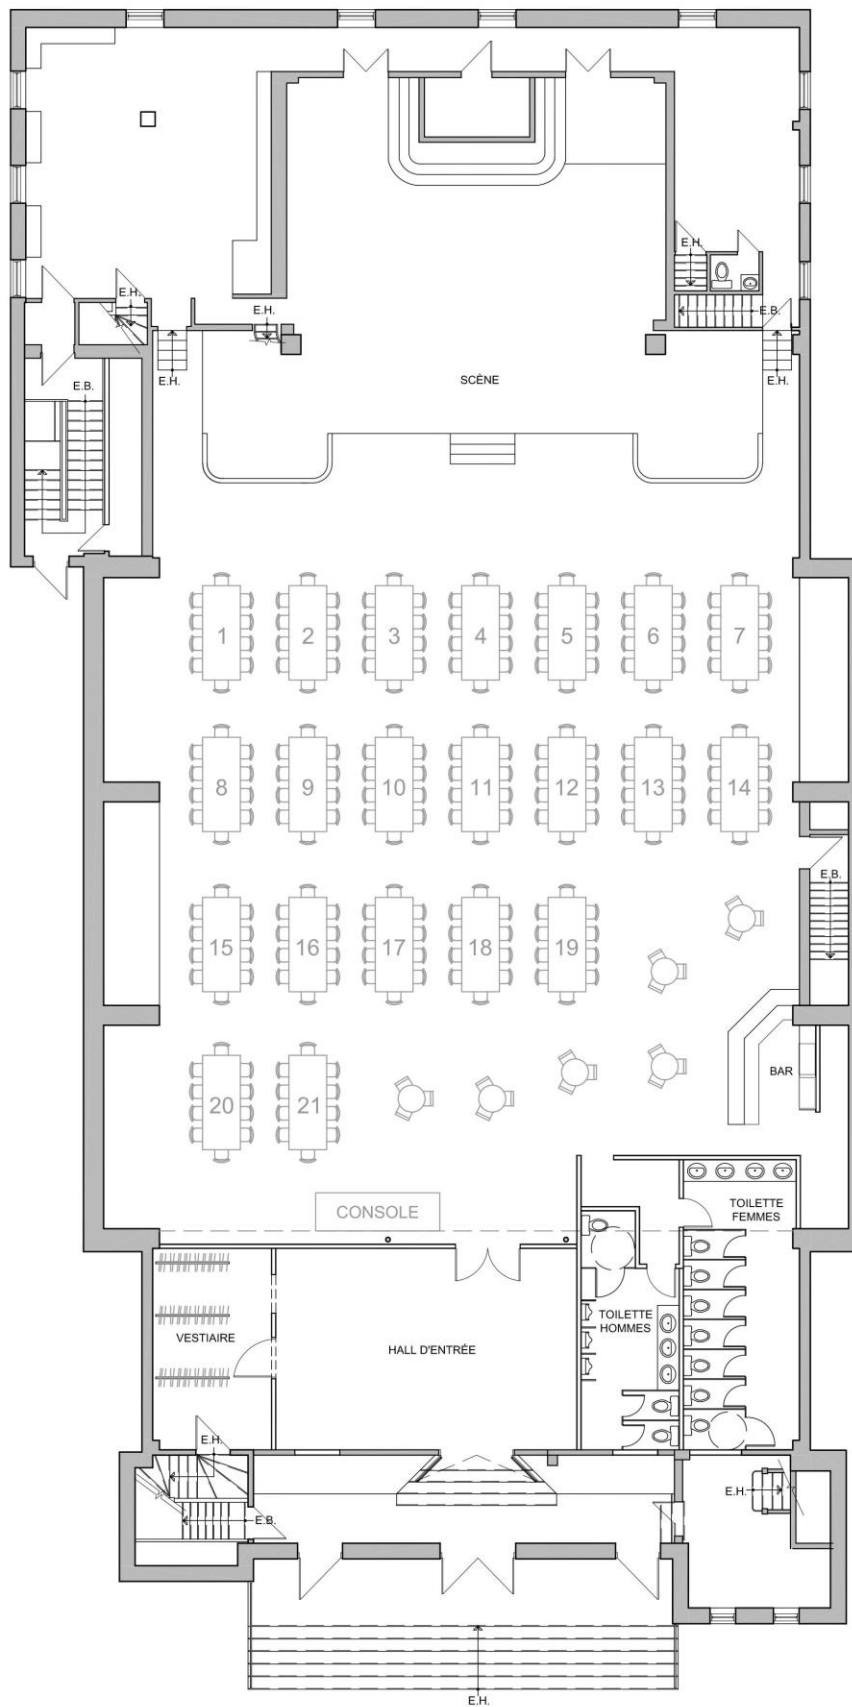 E.H.
E.B.
E.H.
E.H.
E.H.
E.H.
SCÈNE
E.H.
E.B.
1 2 3 4 5 6 7
8 9 10 11 12 13 14
E.B.
15 16 17 18 19
BAR
20 21
CONSOLE
TOILETTE
FEMMES
TOILETTE
HOMMES
VESTIAIRE
HALL D'ENTRÉE
E.H.
E.H.
E.B.
E.H.